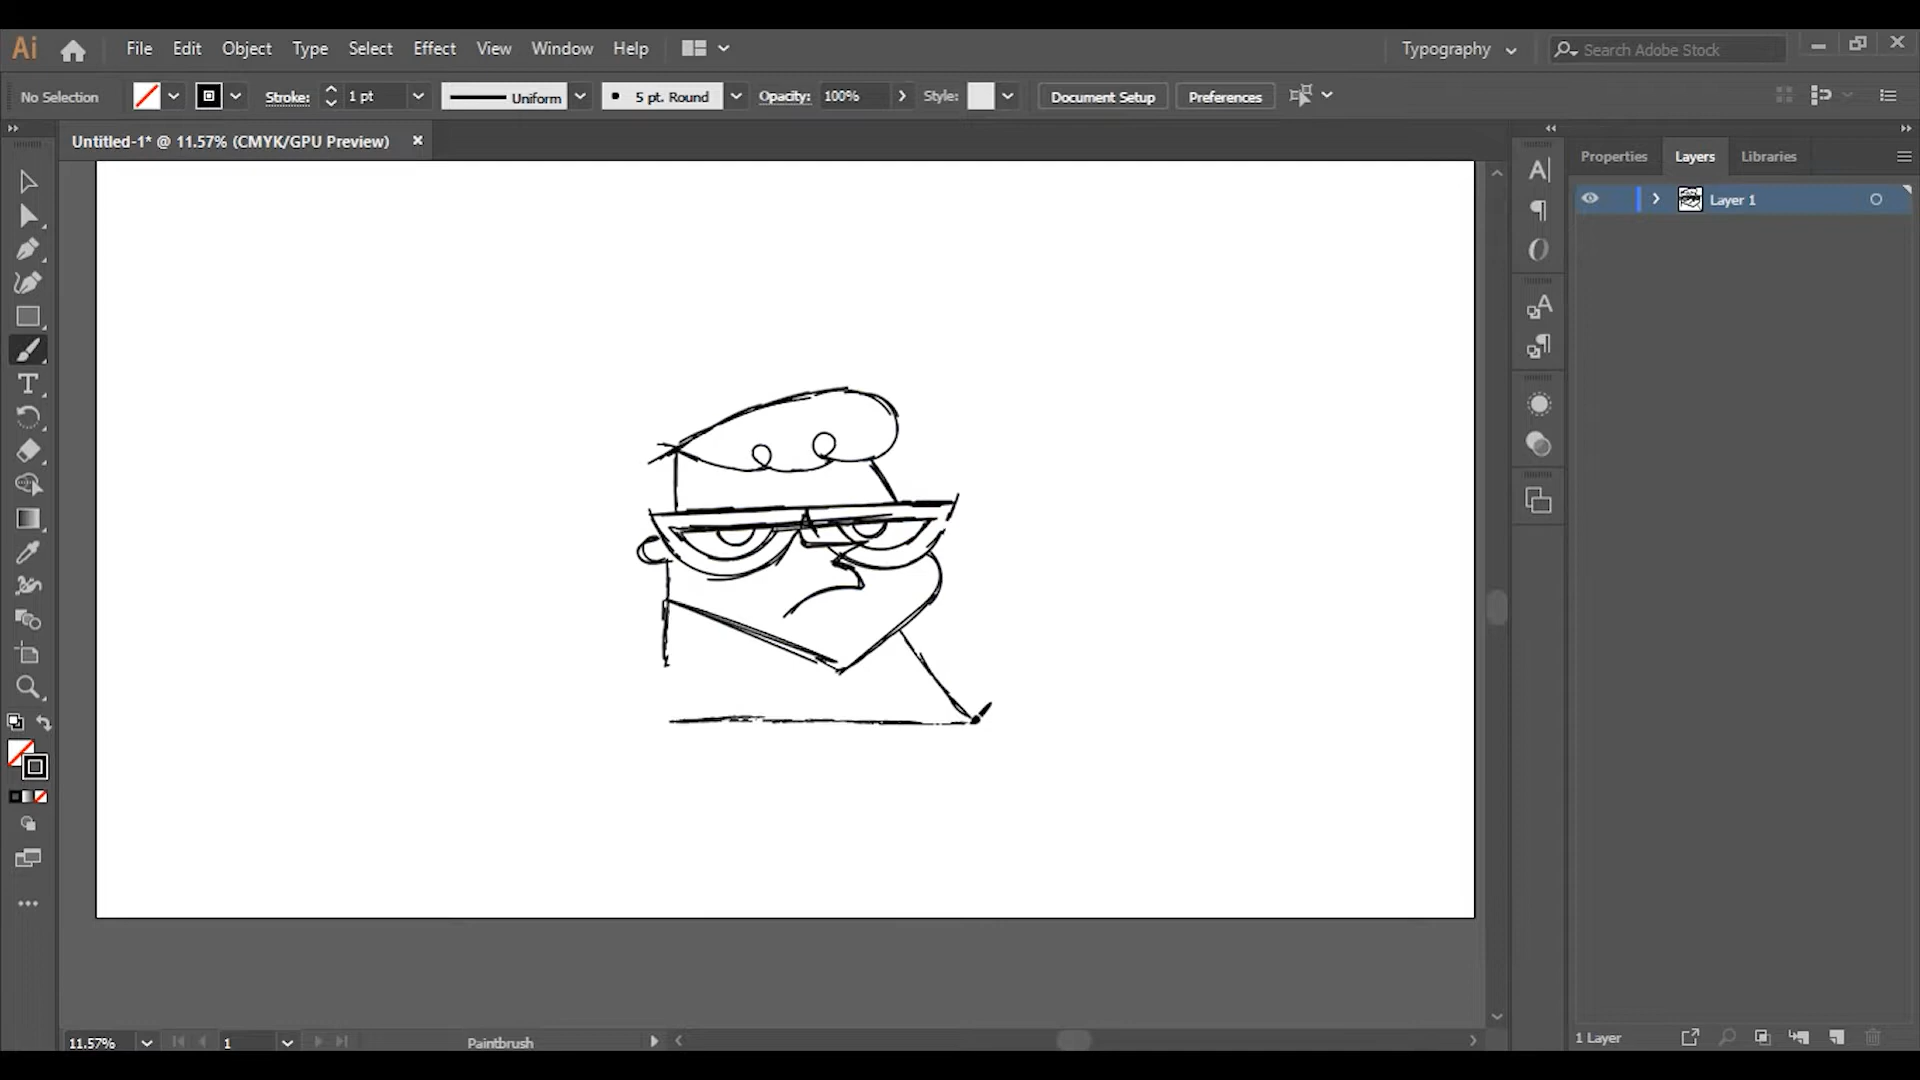 Ai File Edit Object Type Select Effect View Window Help Typography Search Adobe Stock
No Selection Stroke: 1 pt Uniform 5 pt. Round Opacity: 100% Style: Document Setup Preferences
Untitled-1* @ 11.57% (CMYK/GPU Preview)
Properties Layers Libraries
Layer 1
11.57% 1 Paintbrush
1 Layer